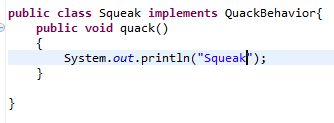 public class Squeak implements QuackBehavior{
    public void quack()
    {
        System.out.println("Squeak");
    }

}